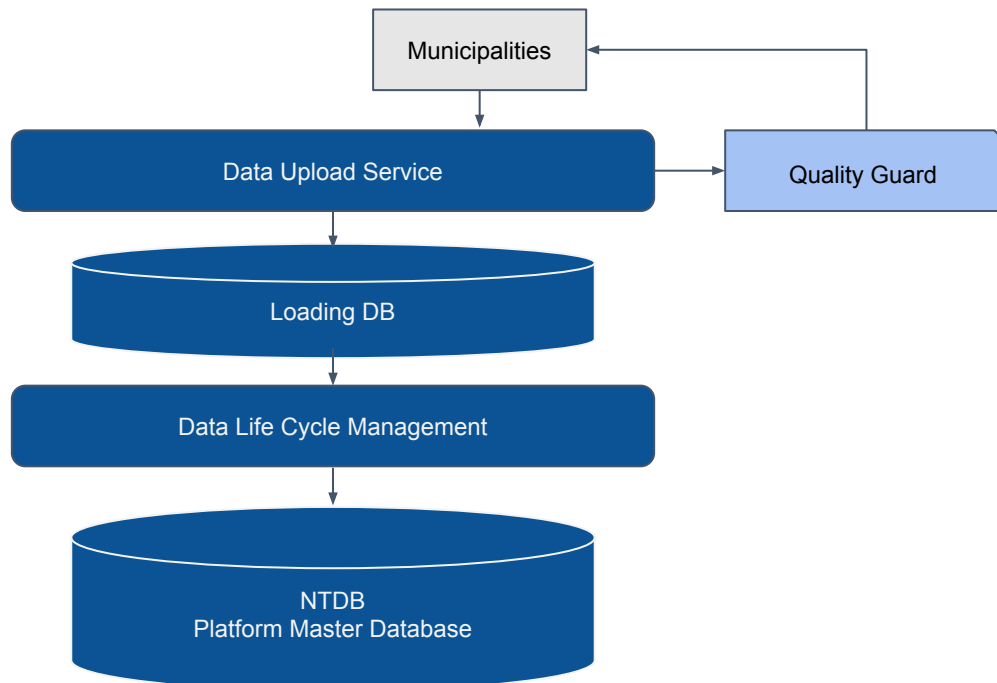 Municipalities
Data Upload Service
Quality Guard
Loading DB
Data Life Cycle Management
NTDB
Platform Master Database